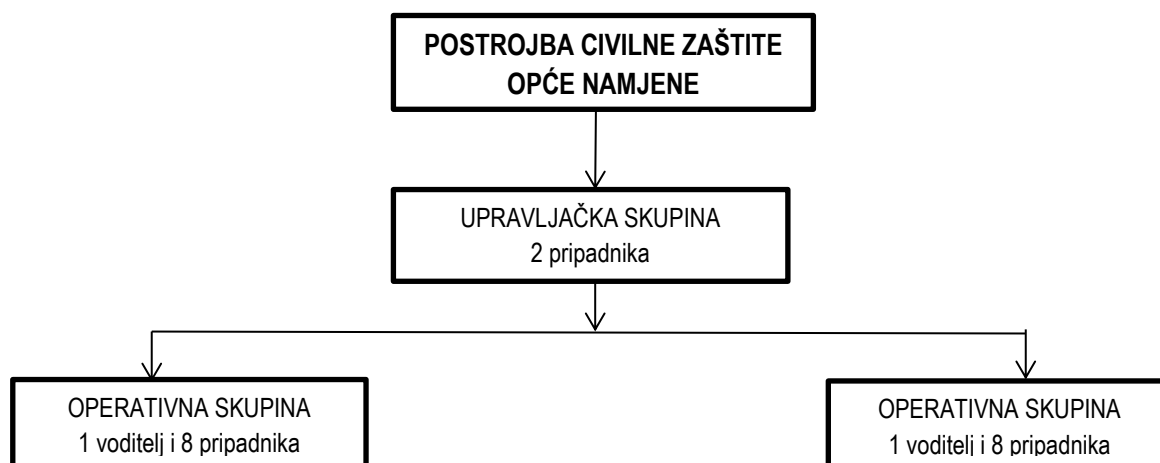 POSTROJBA CIVILNE ZAŠTITE
OPĆE NAMJENE
UPRAVLJAČKA SKUPINA
2 pripadnika
OPERATIVNA SKUPINA
1 voditelj i 8 pripadnika
OPERATIVNA SKUPINA
1 voditelj i 8 pripadnika